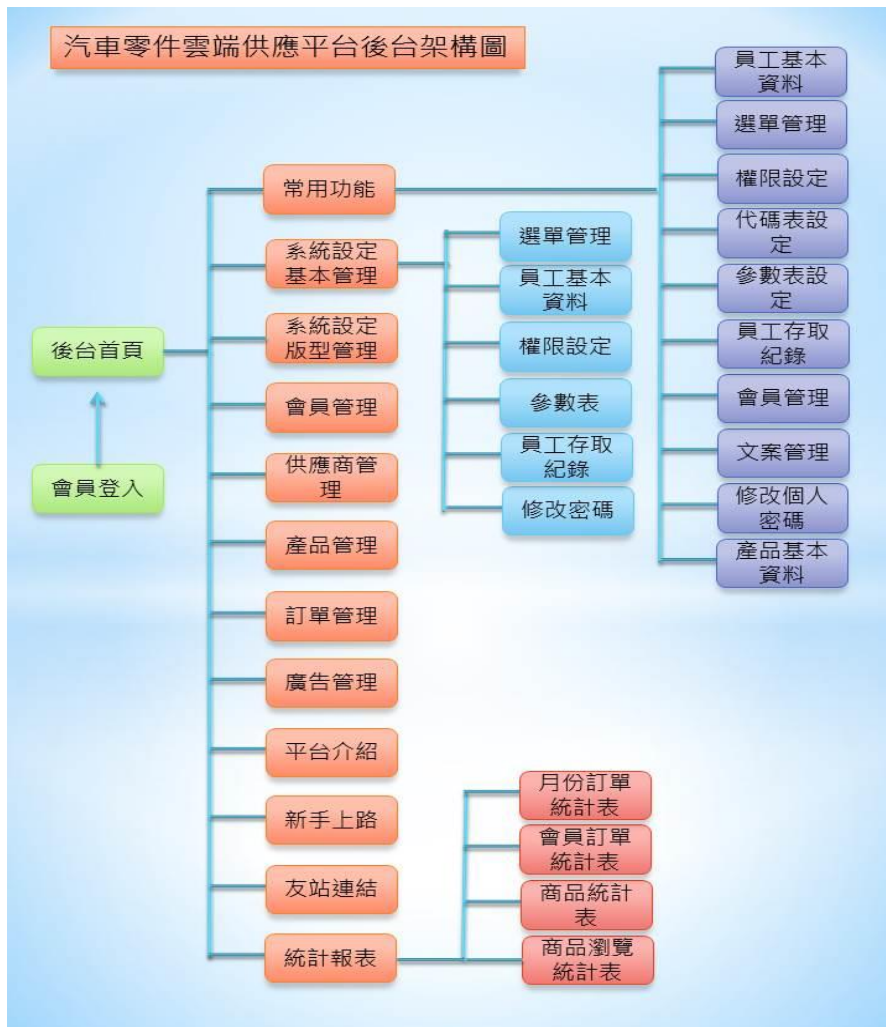 汽車零件雲端供應平台後台架構圖
後台首頁
會員登入
常用功能
系統設定
基本管理
系統設定
版型管理
會員管理
供應商管
理
產品管理
訂單管理
廣告管理
平台介紹
新手上路
友站連結
統計報表
選單管理
員工基本
資料
權限設定
參數表
員工存取
紀錄
修改密碼
員工基本
資料
選單管理
權限設定
代碼表設
定
參數表設
定
員工存取
紀錄
會員管理
文案管理
修改個人
密碼
產品基本
資料
月份訂單
統計表
會員訂單
統計表
商品統計
表
商品瀏覽
統計表